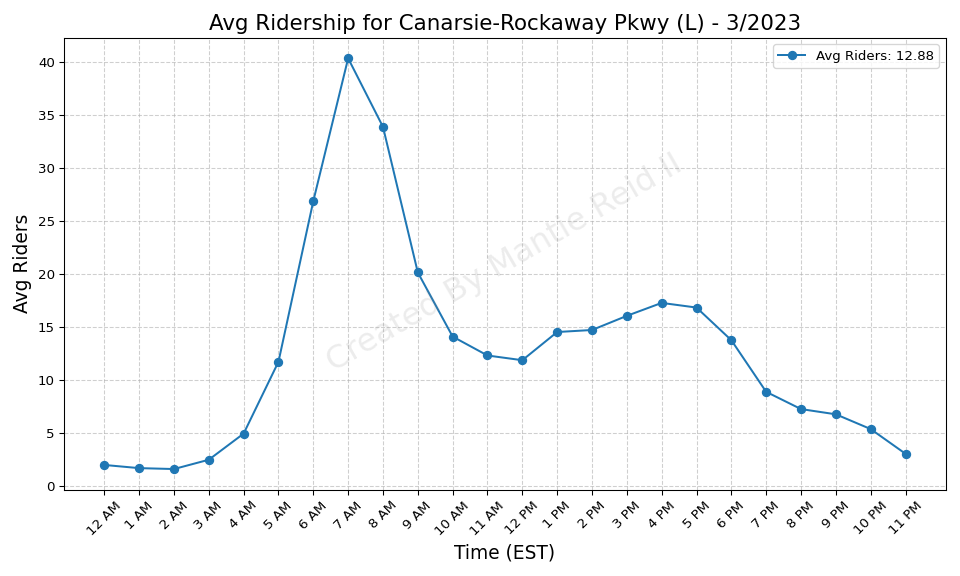 Avg Ridership for Canarsie-Rockaway Pkwy (L) - 3/2023
Avg Riders: 12.88
Avg Riders
40
35
30
25
20
15
10
5
0
Created By Mantle Reid II
12 AM
1 AM
2 AM
3 AM
4 AM
5 AM
6 AM
7 AM
8 AM
9 AM
10 AM
11 AM
12 PM
1 PM
2 PM
3 PM
4 PM
5 PM
6 PM
7 PM
8 PM
9 PM
10 PM
11 PM
Time (EST)